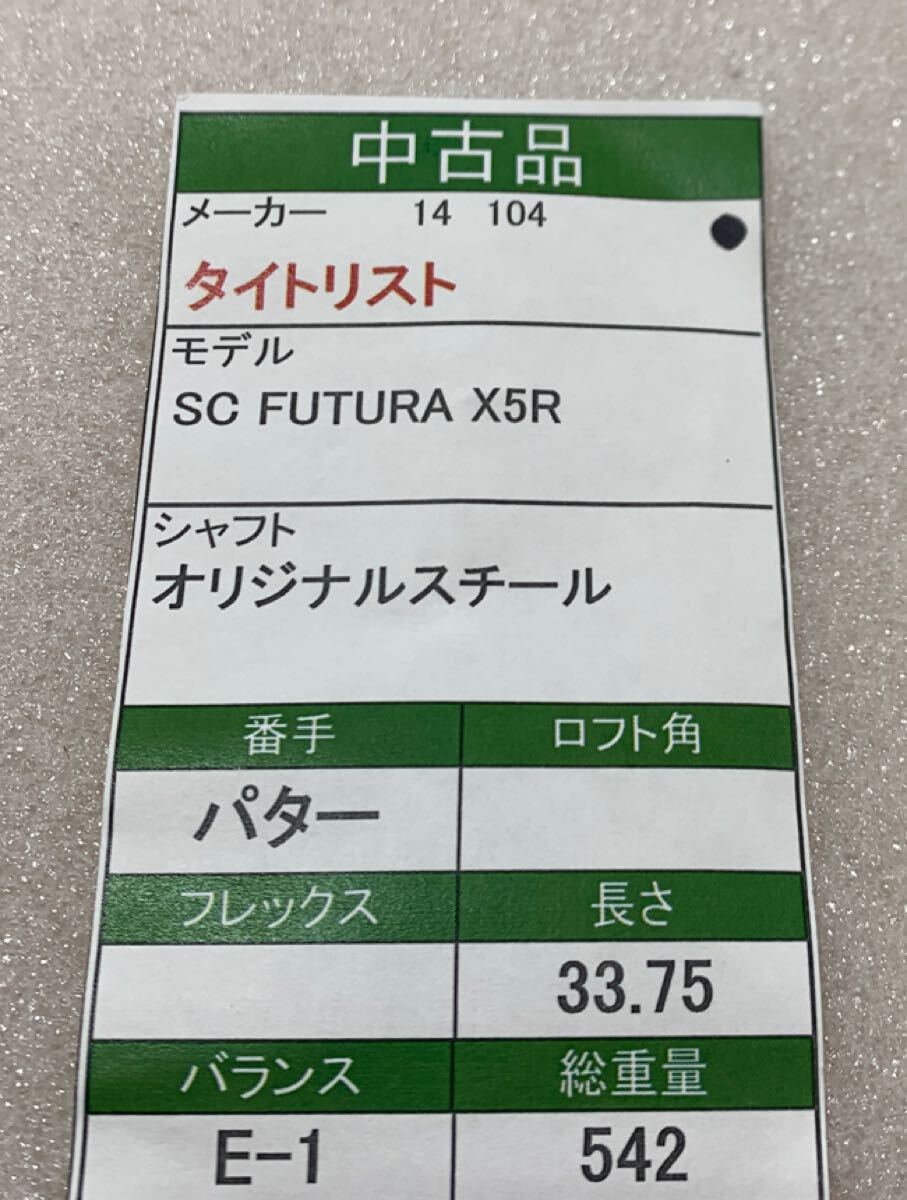 中古品
メーカー 14 104
タイトリスト
モデル
SC FUTURA X5R
シャフト
オリジナルスチール
番手 ロフト角
パター
フレックス 長さ
33.75
バランス 総重量
E-1 542